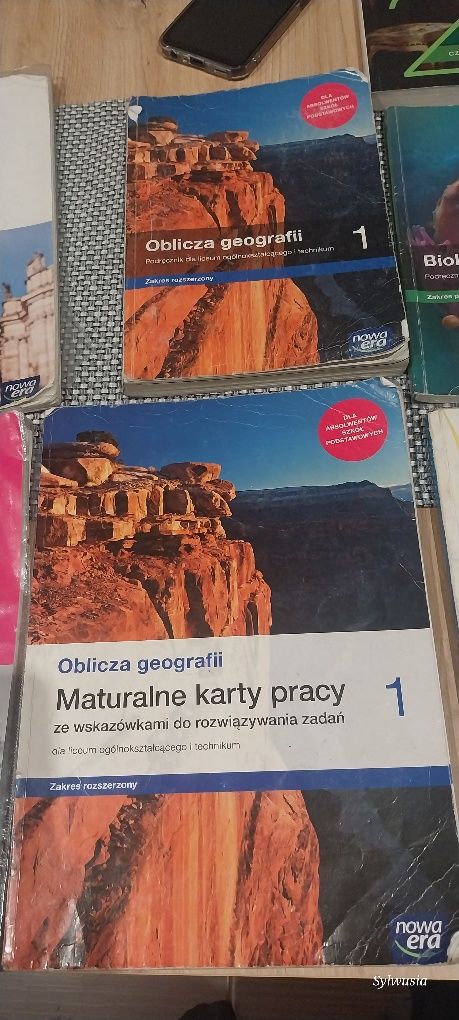 DLA
ABSOLWENTÓW
SZKÓŁ
PODSTAWOWYCH
Oblicza geografii 1
Podręcznik dla liceum ogólnokształcącego i technikum
Zakres rozszerzony
nowa
era
nowa
era
Biol
Podręcznik
Zakres p
DLA
ABSOLWENTÓW
SZKÓŁ
PODSTAWOWYCH
Oblicza geografii
Maturalne karty pracy 1
ze wskazówkami do rozwiązywania zadań
dla liceum ogólnokształcącego i technikum
Zakres rozszerzony
nowa
era
Sylwusia